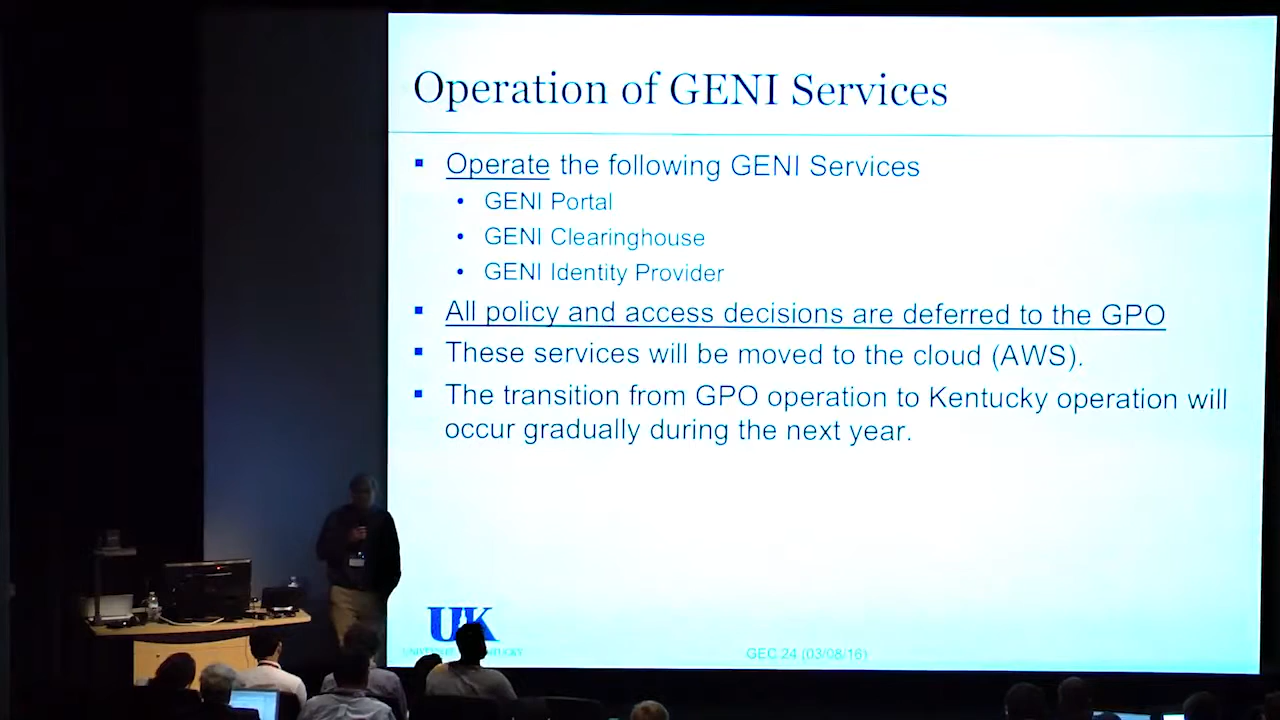 Operation of GENI Services
▪ Operate the following GENI Services
• GENI Portal
• GENI Clearinghouse
• GENI Identity Provider
▪ All policy and access decisions are deferred to the GPO
▪ These services will be moved to the cloud (AWS).
▪ The transition from GPO operation to Kentucky operation will
occur gradually during the next year.
UK
GEC 24 (03/08/16)